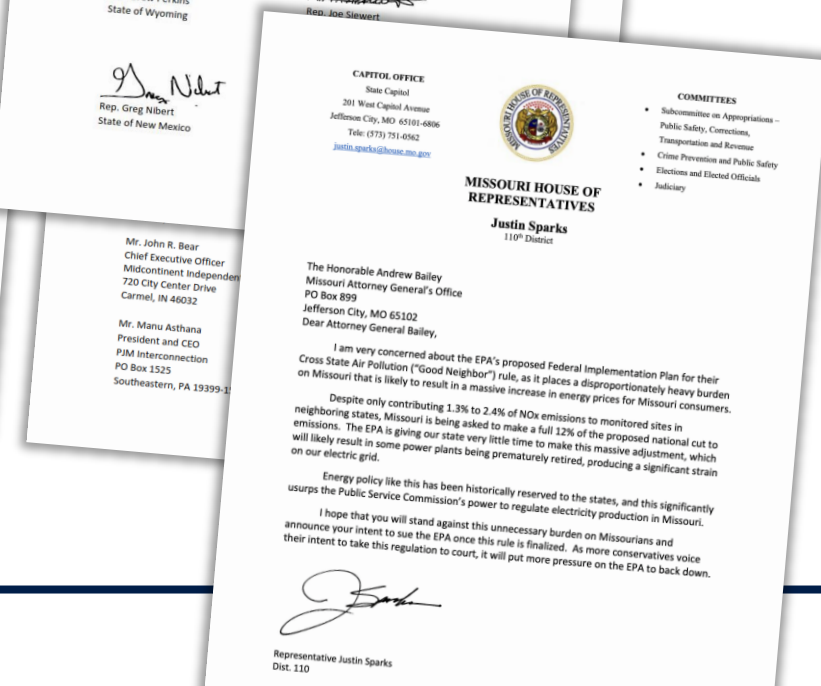 State of Wyoming
Rep. Joe Siewert
Greg Nibert
Rep. Greg Nibert
State of New Mexico
Mr. John R. Bear
Chief Executive Officer
Midcontinent Independen
720 City Center Drive
Carmel, IN 46032
Mr. Manu Asthana
President and CEO
PJM Interconnection
PO Box 1525
Southeastern, PA 19399-1
CAPITOL OFFICE
State Capitol
201 West Capitol Avenue
Jefferson City, MO 65101-6806
Tele: (573) 751-0562
justin.sparks@house.mo.gov
MISSOURI HOUSE OF REPRESENTATIVES
MISSOURI HOUSE OF
REPRESENTATIVES
Justin Sparks
110th District
COMMITTEES
• Subcommittee on Appropriations –
Public Safety, Corrections,
Transportation and Revenue
• Crime Prevention and Public Safety
• Elections and Elected Officials
• Judiciary
The Honorable Andrew Bailey
Missouri Attorney General's Office
PO Box 899
Jefferson City, MO 65102
Dear Attorney General Bailey,
I am very concerned about the EPA's proposed Federal Implementation Plan for their
Cross State Air Pollution ("Good Neighbor") rule, as it places a disproportionately heavy burden
on Missouri that is likely to result in a massive increase in energy prices for Missouri consumers.
Despite only contributing 1.3% to 2.4% of NOx emissions to monitored sites in
neighboring states, Missouri is being asked to make a full 12% of the proposed national cut to
emissions. The EPA is giving our state very little time to make this massive adjustment, which
will likely result in some power plants being prematurely retired, producing a significant strain
on our electric grid.
Energy policy like this has been historically reserved to the states, and this significantly
usurps the Public Service Commission's power to regulate electricity production in Missouri.
I hope that you will stand against this unnecessary burden on Missourians and
announce your intent to sue the EPA once this rule is finalized. As more conservatives voice
their intent to take this regulation to court, it will put more pressure on the EPA to back down.
Representative Justin Sparks
Dist. 110